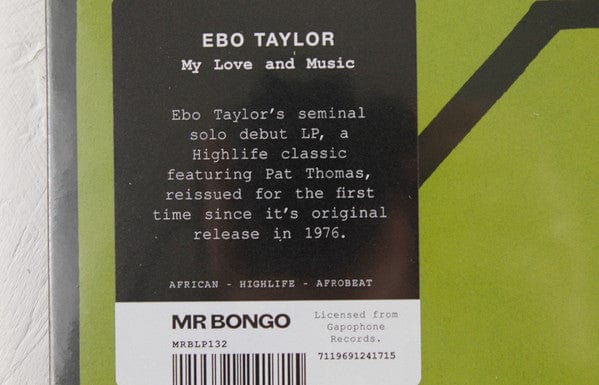 EBO TAYLOR
My Love and Music
Ebo Taylor's seminal
solo debut LP, a
Highlife classic
featuring Pat Thomas,
reissued for the first
time since it's original
release in 1976.
AFRICAN - HIGHLIFE - AFROBEAT
MR BONGO
MRBLP132
Licensed from
Gapophone
Records.
7119691241715